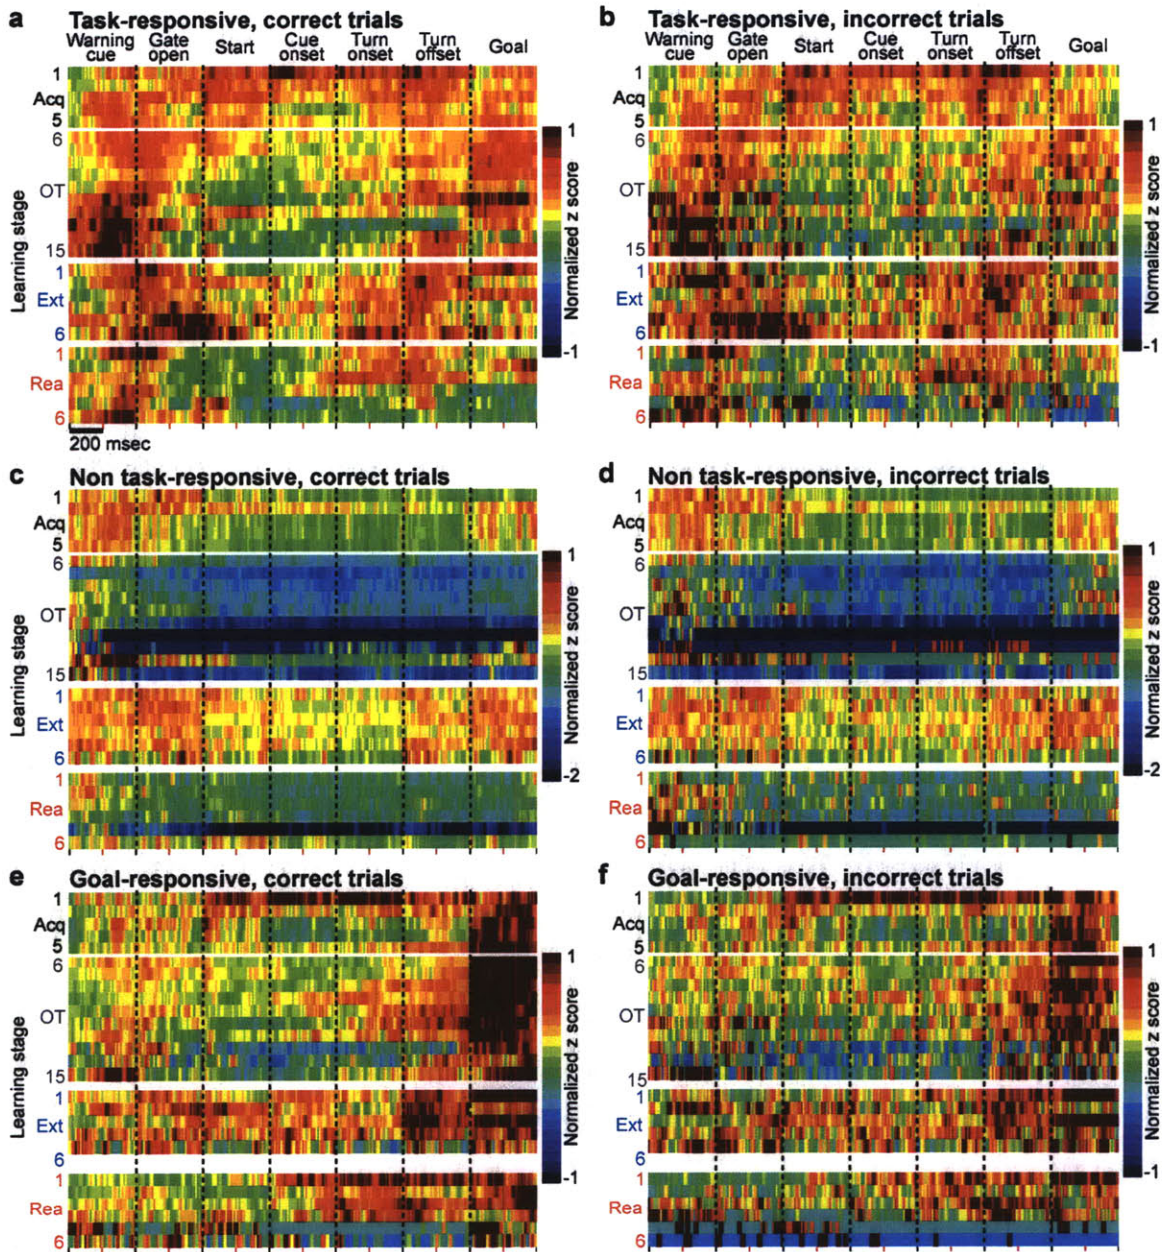 a Task-responsive, correct trials
Warning cue Gate open Start Cue onset Turn onset Turn offset Goal
1
Acq
5
6
OT
15
1
Ext
6
1
Rea
6
Learning stage
200 msec
1
Normalized z score
-1
b Task-responsive, incorrect trials
Warning cue Gate open Start Cue onset Turn onset Turn offset Goal
1
Acq
5
6
OT
15
1
Ext
6
1
Rea
6
1
Normalized z score
-1
c Non task-responsive, correct trials
1
Acq
5
6
OT
15
1
Ext
6
1
Rea
6
Learning stage
1
Normalized z score
-2
d Non task-responsive, incorrect trials
1
Acq
5
6
OT
15
1
Ext
6
1
Rea
6
1
Normalized z score
-2
e Goal-responsive, correct trials
1
Acq
5
6
OT
15
1
Ext
6
1
Rea
6
Learning stage
1
Normalized z score
-1
f Goal-responsive, incorrect trials
1
Acq
5
6
OT
15
1
Ext
6
1
Rea
6
1
Normalized z score
-1